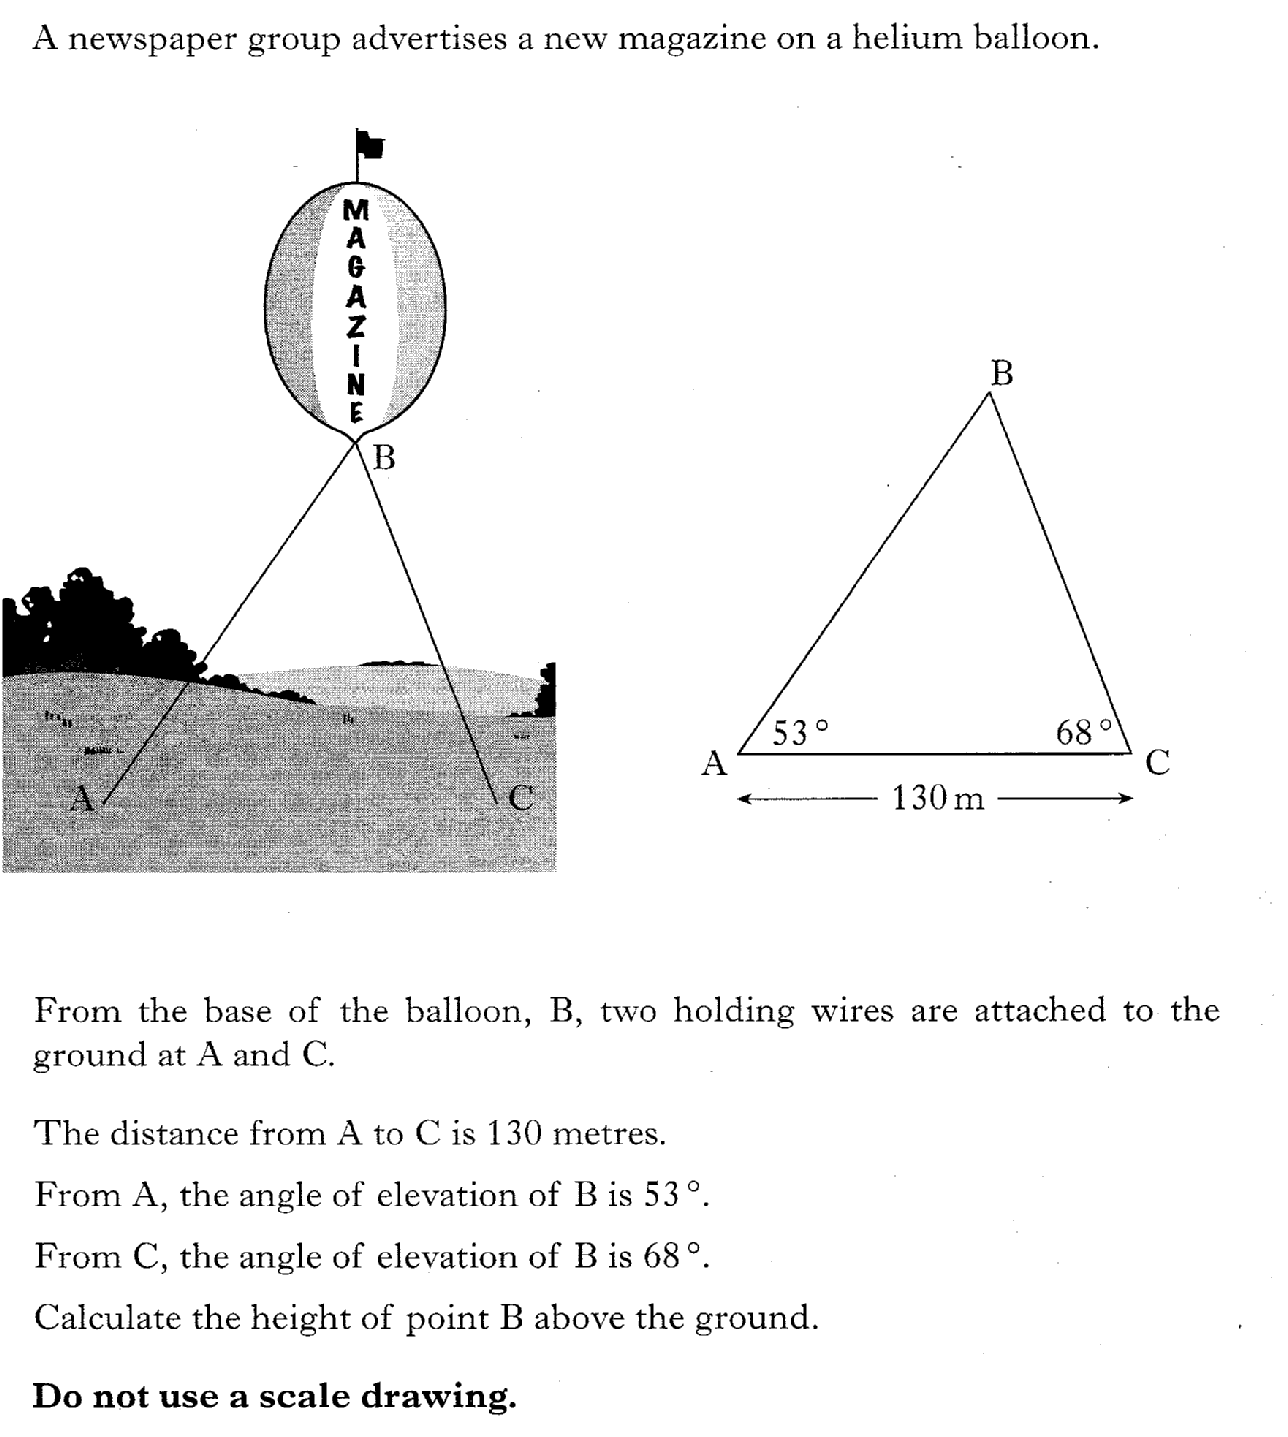 A newspaper group advertises a new magazine on a helium balloon.
MAGAZINE
B
A
C
B
53°
68°
A
C
130 m
From the base of the balloon, B, two holding wires are attached to the
ground at A and C.
The distance from A to C is 130 metres.
From A, the angle of elevation of B is 53°.
From C, the angle of elevation of B is 68°.
Calculate the height of point B above the ground.
Do not use a scale drawing.